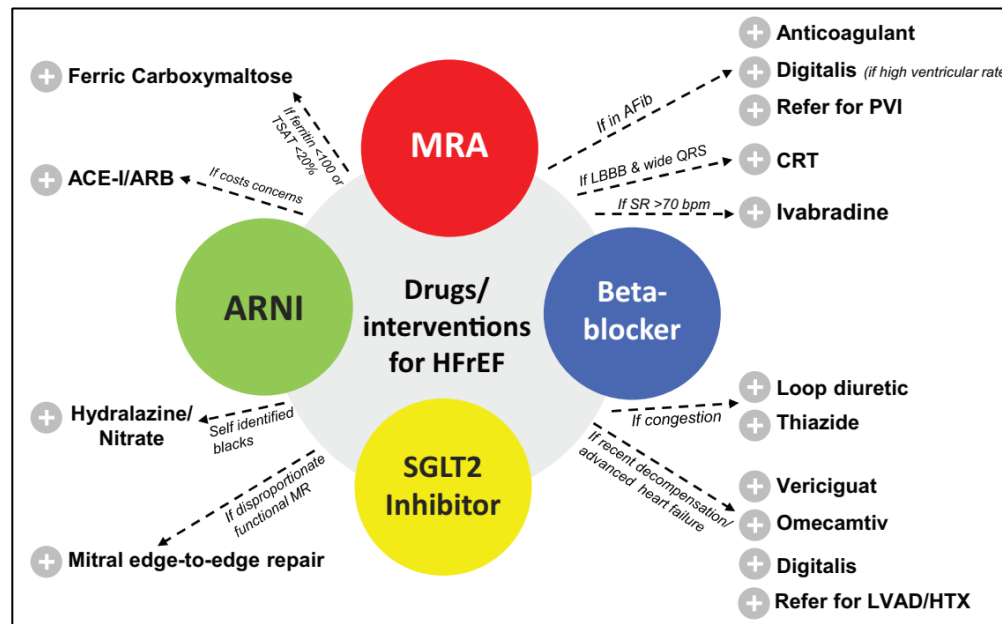 Ferric Carboxymaltose
If ferritin <100 or
TSAT <20%
ACE-I/ARB
If costs concerns
MRA
ARNI
Drugs/
interventions
for HFrEF
Beta-
blocker
SGLT2
Inhibitor
Hydralazine/
Nitrate
Self identified
blacks
If disproportionate
functional MR
Mitral edge-to-edge repair
If in AFib
Anticoagulant
Digitalis (if high ventricular rate
Refer for PVI
If LBBB & wide QRS
CRT
If SR >70 bpm
Ivabradine
If congestion
Loop diuretic
Thiazide
If recent decompensation/
advanced heart failure
Vericiguat
Omecamtiv
Digitalis
Refer for LVAD/HTX